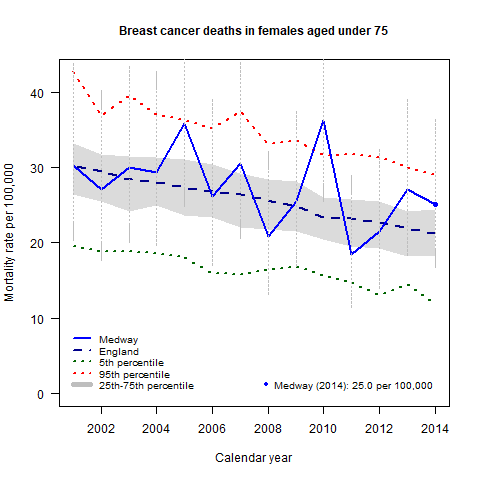 Breast cancer deaths in females aged under 75
Mortality rate per 100,000
40
30
20
10
0
Medway
England
5th percentile
95th percentile
25th-75th percentile
Medway (2014): 25.0 per 100,000
2002
2004
2006
2008
2010
2012
2014
Calendar year